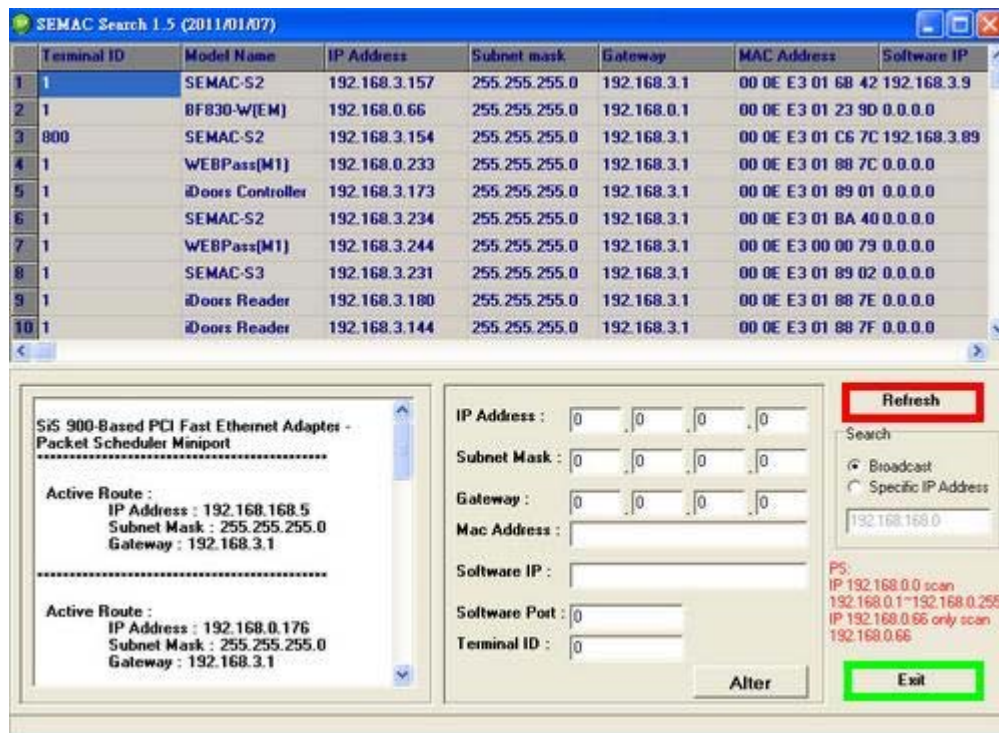 SEMAC Search 1.5 (2011/01/07)
Terminal ID Model Name IP Address Subnet mask Gateway MAC Address Software IP
1 1 SEMAC-S2 192.168.3.157 255.255.255.0 192.168.3.1 00 0E E3 01 6B 42 192.168.3.9
2 1 BF830-W(EM) 192.168.0.66 255.255.255.0 192.168.0.1 00 0E E3 01 23 9D 0.0.0.0
3 800 SEMAC-S2 192.168.3.154 255.255.255.0 192.168.3.1 00 0E E3 01 C6 7C 192.168.3.89
4 1 WEBPass(M1) 192.168.0.233 255.255.255.0 192.168.3.1 00 0E E3 01 88 7C 0.0.0.0
5 1 iDoors Controller 192.168.3.173 255.255.255.0 192.168.3.1 00 0E E3 01 89 01 0.0.0.0
6 1 SEMAC-S2 192.168.3.234 255.255.255.0 192.168.3.1 00 0E E3 01 BA 40 0.0.0.0
7 1 WEBPass(M1) 192.168.3.244 255.255.255.0 192.168.3.1 00 0E E3 00 00 79 0.0.0.0
8 1 SEMAC-S3 192.168.3.231 255.255.255.0 192.168.3.1 00 0E E3 01 89 02 0.0.0.0
9 1 iDoors Reader 192.168.3.180 255.255.255.0 192.168.3.1 00 0E E3 01 88 7E 0.0.0.0
10 1 iDoors Reader 192.168.3.144 255.255.255.0 192.168.3.1 00 0E E3 01 88 7F 0.0.0.0
SiS 900-Based PCI Fast Ethernet Adapter -
Packet Scheduler Miniport
Active Route :
IP Address : 192.168.168.5
Subnet Mask : 255.255.255.0
Gateway : 192.168.3.1
Active Route :
IP Address : 192.168.0.176
Subnet Mask : 255.255.255.0
Gateway : 192.168.3.1
IP Address : 0 . 0 . 0 . 0
Subnet Mask : 0 . 0 . 0 . 0
Gateway : 0 . 0 . 0 . 0
Mac Address :
Software IP :
Software Port : 0
Terminal ID : 0
Alter
Refresh
Search
Broadcast
Specific IP Address
192.168.168.0
PS:
IP 192.168.0.0 scan
192.168.0.1~192.168.0.255
IP 192.168.0.66 only scan
192.168.0.66
Exit